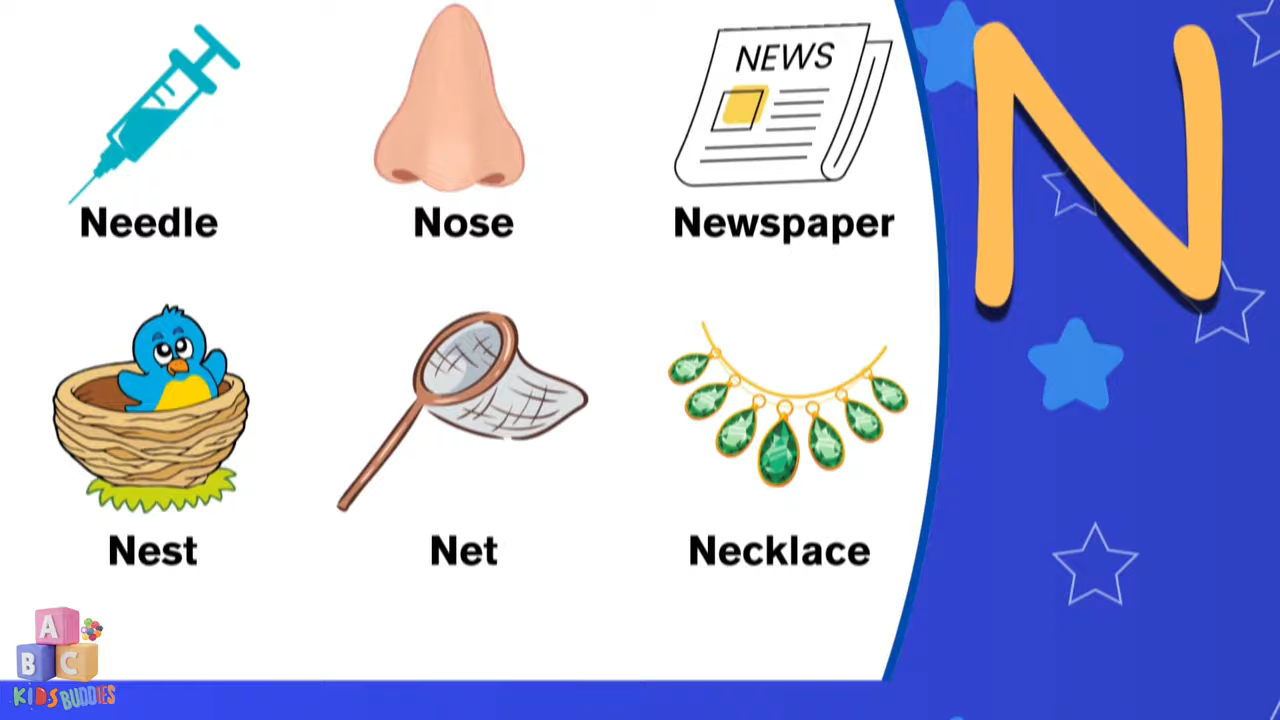 N
NEWS
Needle
Nose
Newspaper
Nest
Net
Necklace
A
B C
KIDS BUDDIES